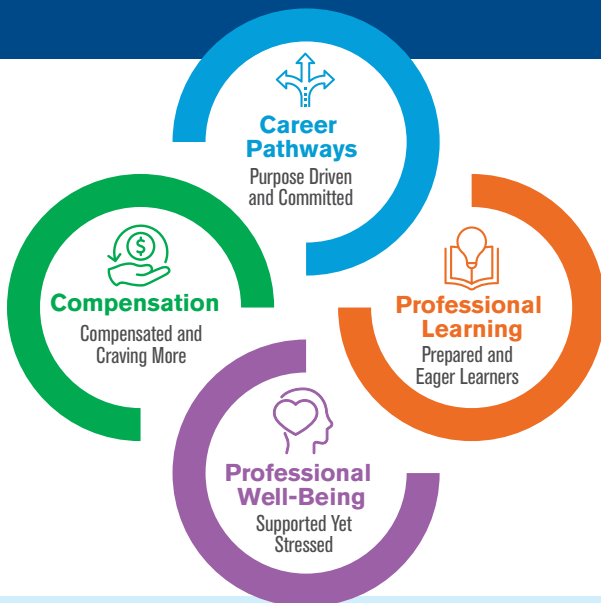 Career
Pathways
Purpose Driven
and Committed
$
Compensation
Compensated and
Craving More
Professional
Learning
Prepared and
Eager Learners
Professional
Well-Being
Supported Yet
Stressed